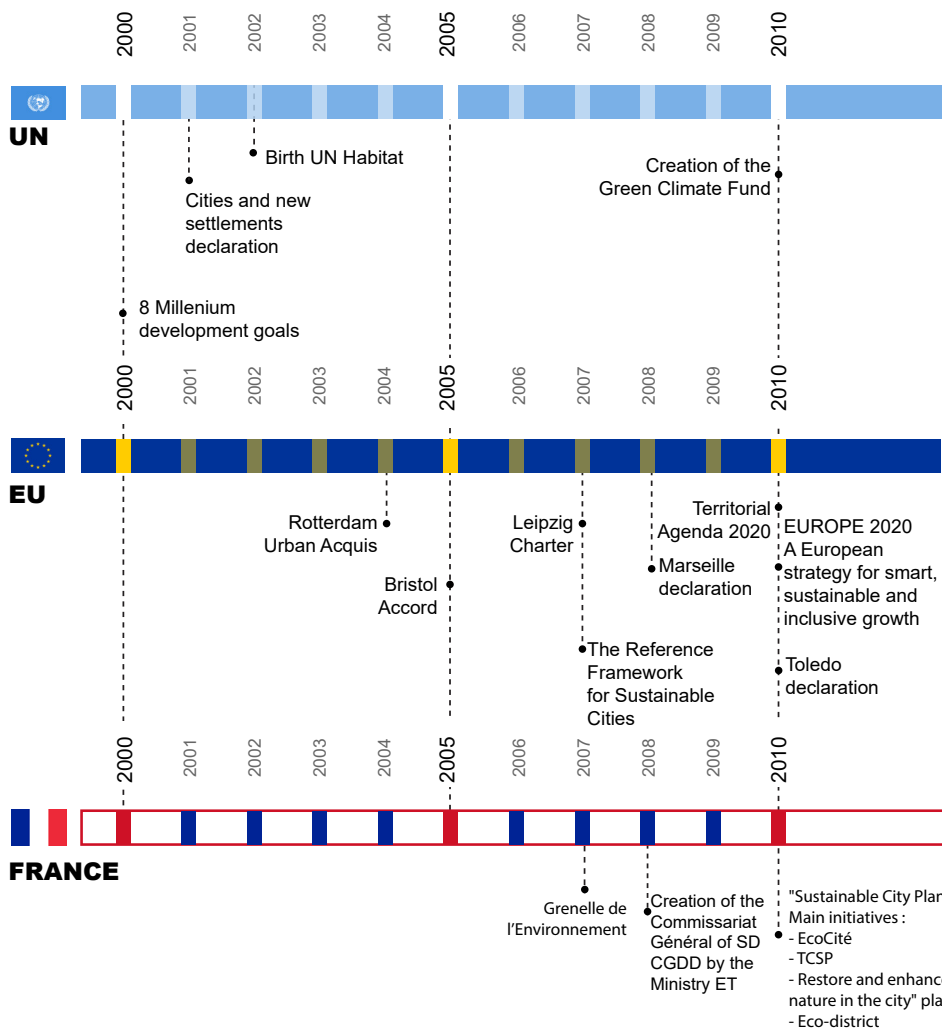 2000
2001
2002
2003
2004
2005
2006
2007
2008
2009
2010
UN
Birth UN Habitat
Cities and new
settlements
declaration
Creation of the
Green Climate Fund
8 Millenium
development goals
2000
2001
2002
2003
2004
2005
2006
2007
2008
2009
2010
EU
Rotterdam
Urban Acquis
Bristol
Accord
Leipzig
Charter
The Reference
Framework
for Sustainable
Cities
Marseille
declaration
Territorial
Agenda 2020
EUROPE 2020
A European
strategy for smart,
sustainable and
inclusive growth
Toledo
declaration
2000
2001
2002
2003
2004
2005
2006
2007
2008
2009
2010
FRANCE
Grenelle de
l'Environnement
Creation of the
Commissariat
Général of SD
CGDD by the
Ministry ET
"Sustainable City Plan
Main initiatives :
- EcoCité
- TCSP
- Restore and enhance
nature in the city" pla
- Eco-district